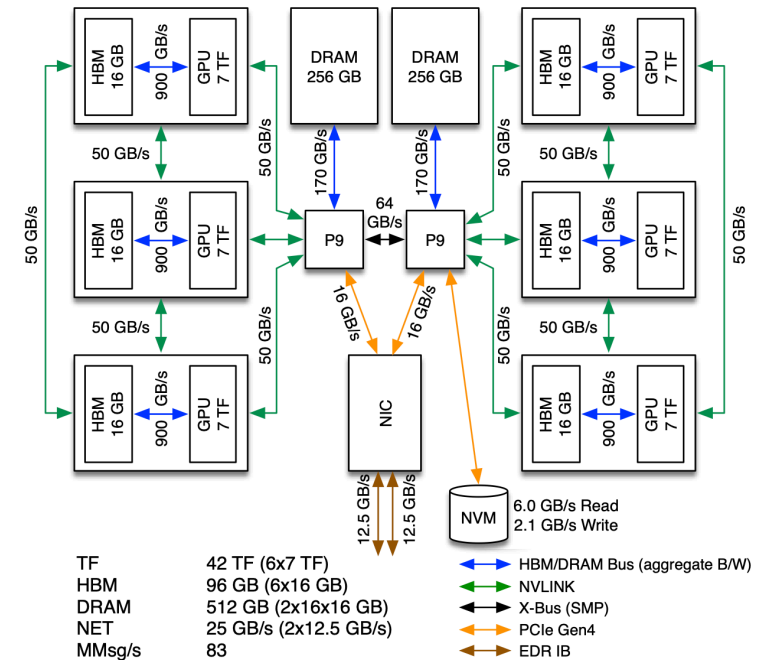 HBM
16 GB
900
GB/s
GPU
7 TF
DRAM
256 GB
DRAM
256 GB
HBM
16 GB
900
GB/s
GPU
7 TF
50 GB/s
50 GB/s
170 GB/s
170 GB/s
50 GB/s
50 GB/s
50 GB/s
HBM
16 GB
900
GB/s
GPU
7 TF
P9
64
GB/s
P9
HBM
16 GB
900
GB/s
GPU
7 TF
50 GB/s
50 GB/s
50 GB/s
16 GB/s
16 GB/s
50 GB/s
50 GB/s
HBM
16 GB
900
GB/s
GPU
7 TF
NIC
HBM
16 GB
900
GB/s
GPU
7 TF
12.5 GB/s
12.5 GB/s
NVM
6.0 GB/s Read
2.1 GB/s Write
TF 42 TF (6x7 TF)
HBM 96 GB (6x16 GB)
DRAM 512 GB (2x16x16 GB)
NET 25 GB/s (2x12.5 GB/s)
MMsg/s 83
HBM/DRAM Bus (aggregate B/W)
NVLINK
X-Bus (SMP)
PCIe Gen4
EDR IB